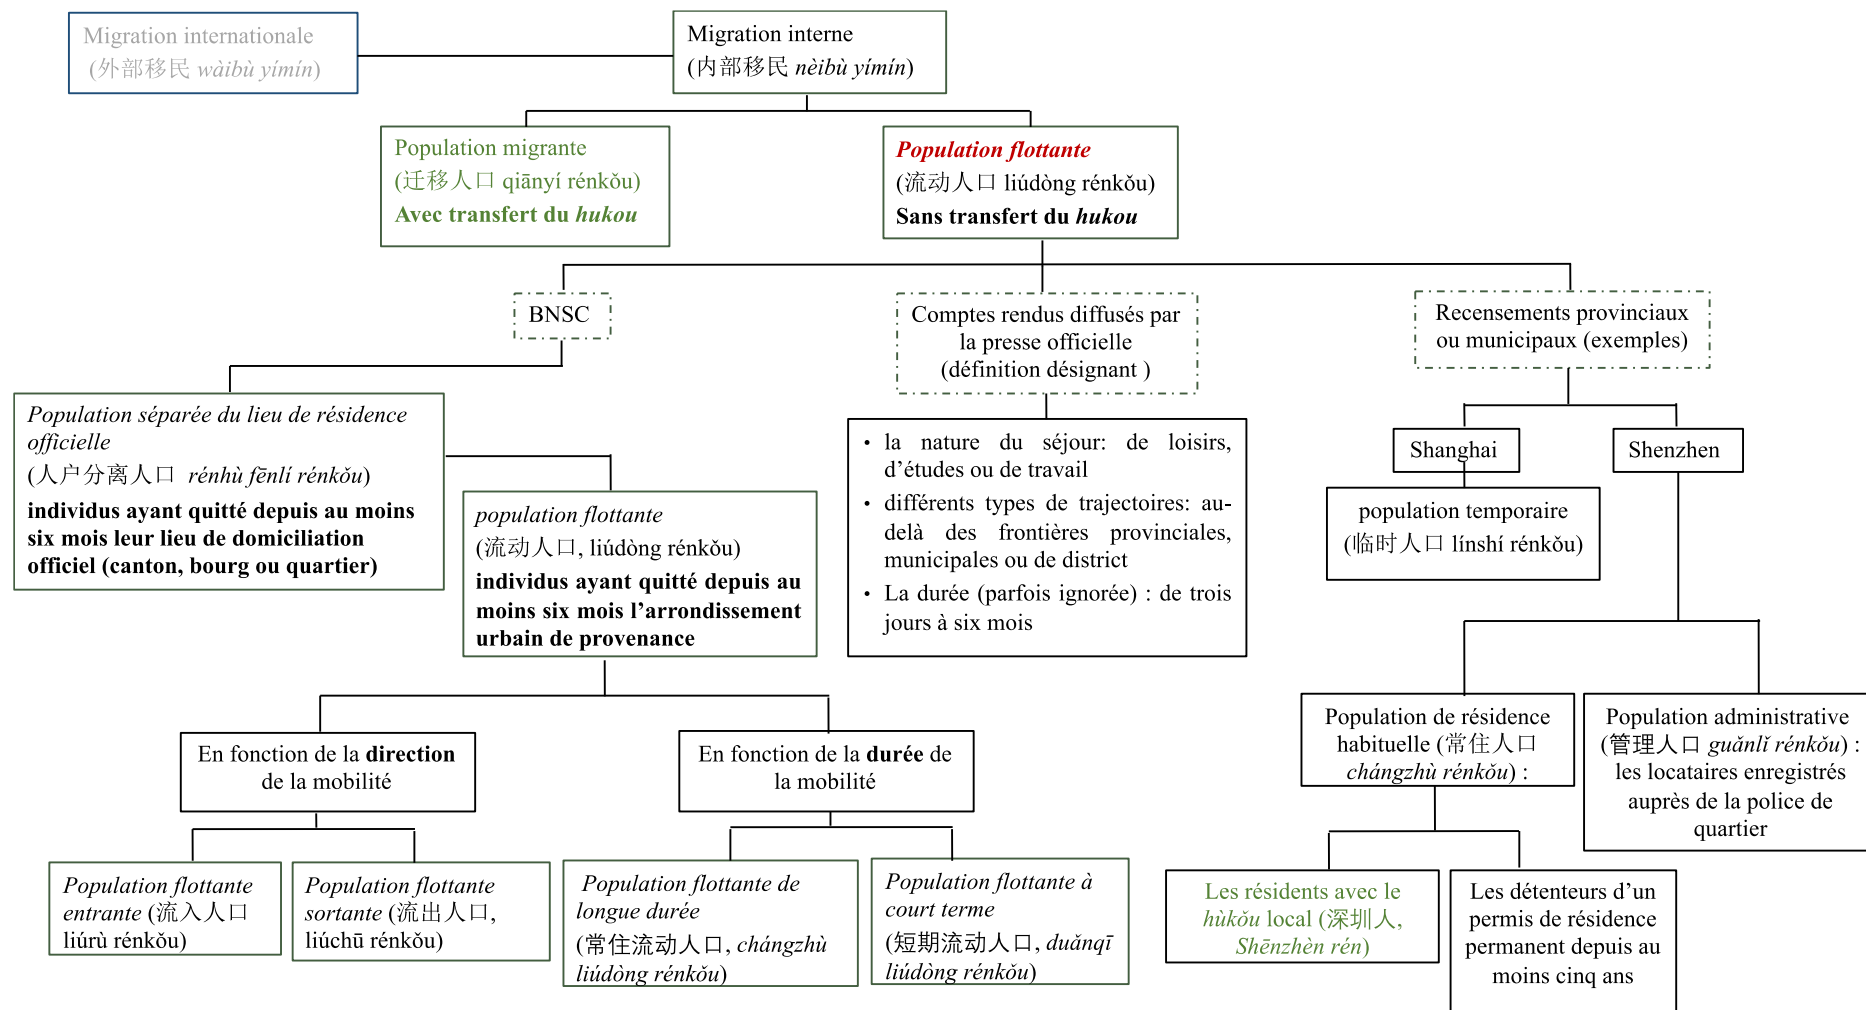 Migration internationale
(外部移民 wàibù yímín)
Migration interne
(内部移民 nèibù yímín)
Population migrante
(迁移人口 qiānyí rénkǒu)
Avec transfert du hukou
Population flottante
(流动人口 liúdòng rénkǒu)
Sans transfert du hukou
BNSC
Comptes rendus diffusés par
la presse officielle
(définition désignant )
Recensements provinciaux
ou municipaux (exemples)
Population séparée du lieu de résidence
officielle
(人户分离人口 rénhù fēnlí rénkǒu)
individus ayant quitté depuis au moins
six mois leur lieu de domiciliation
officiel (canton, bourg ou quartier)
population flottante
(流动人口, liúdòng rénkǒu)
individus ayant quitté depuis au
moins six mois l’arrondissement
urbain de provenance
• la nature du séjour: de loisirs,
d’études ou de travail
• différents types de trajectoires: au-
delà des frontières provinciales,
municipales ou de district
• La durée (parfois ignorée) : de trois
jours à six mois
Shanghai
Shenzhen
population temporaire
(临时人口 línshí rénkǒu)
En fonction de la direction
de la mobilité
En fonction de la durée de
la mobilité
Population de résidence
habituelle (常住人口
chángzhù rénkǒu) :
Population administrative
(管理人口 guǎnlǐ rénkǒu) :
les locataires enregistrés
auprès de la police de
quartier
Population flottante
entrante (流入人口
liúrù rénkǒu)
Population flottante
sortante (流出人口,
liúchū rénkǒu)
Population flottante de
longue durée
(常住流动人口, chángzhù
liúdòng rénkǒu)
Population flottante à
court terme
(短期流动人口, duǎnqī
liúdòng rénkǒu)
Les résidents avec le
hùkǒu local (深圳人,
Shēnzhèn rén)
Les détenteurs d’un
permis de résidence
permanent depuis au
moins cinq ans